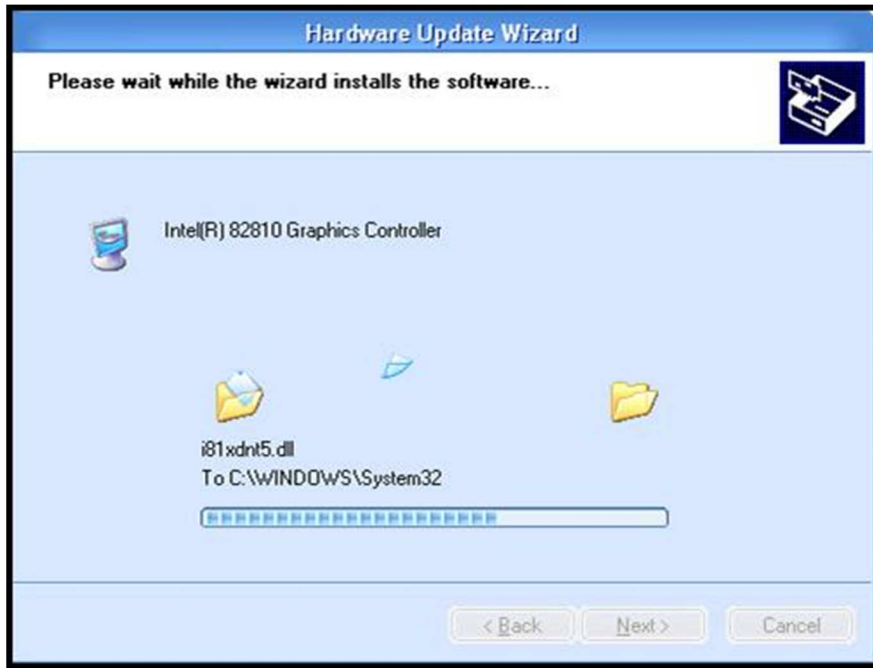 Hardware Update Wizard
Please wait while the wizard installs the software...
Intel(R) 82810 Graphics Controller
i81xdnt5.dll
To C:\WINDOWS\System32
< Back Next > Cancel